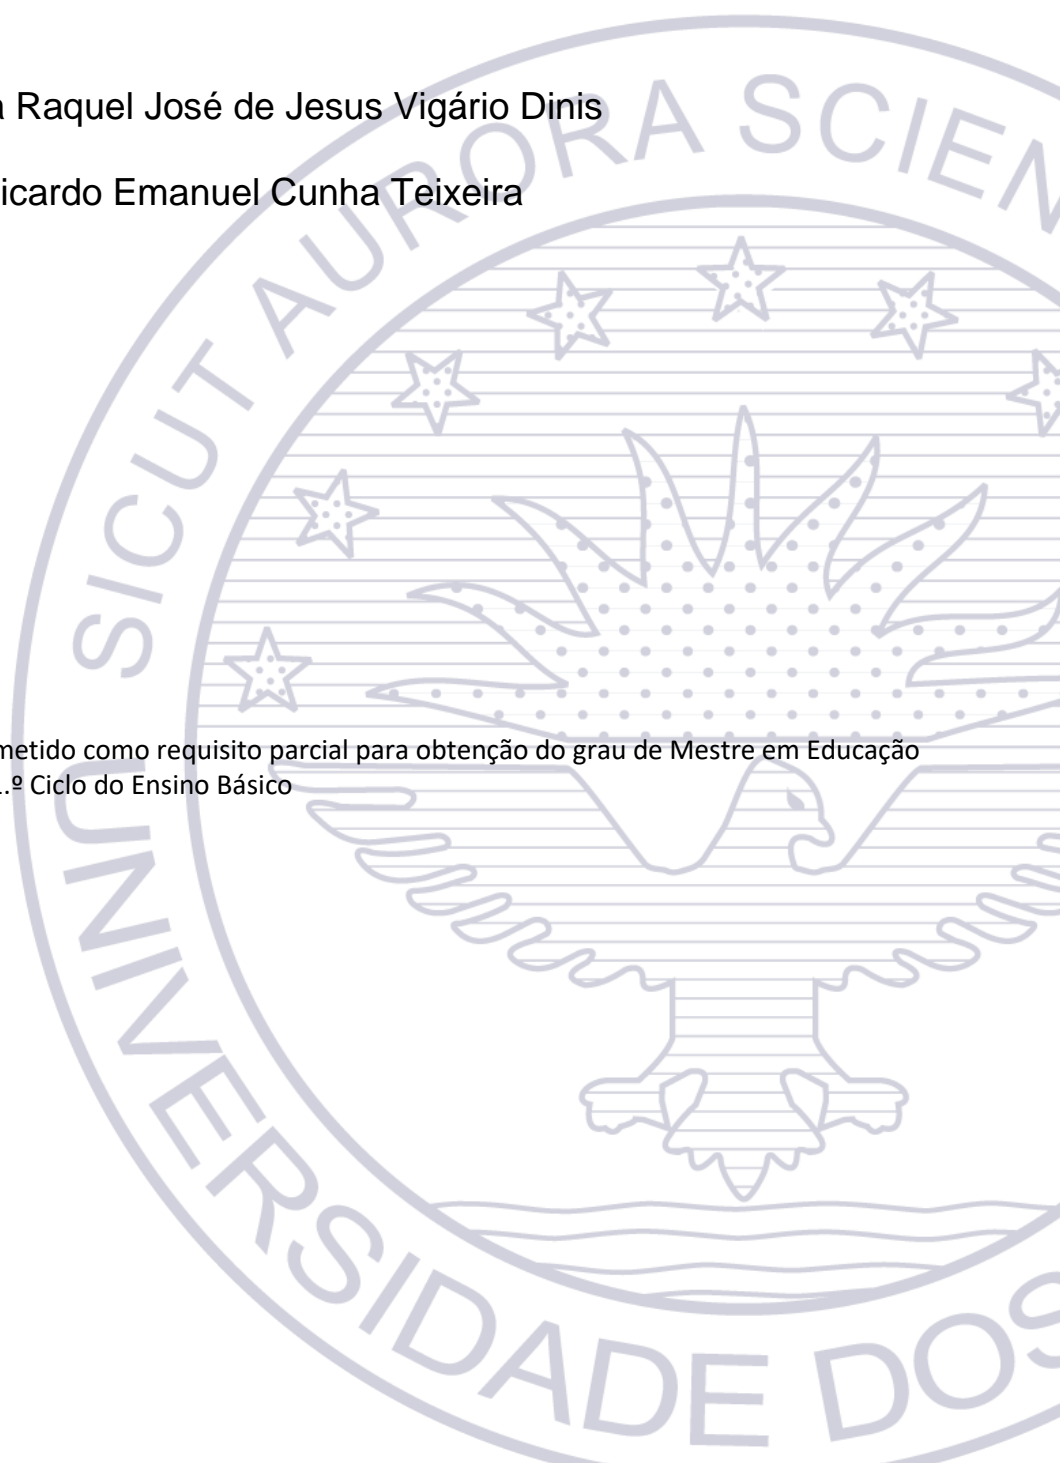 a Raquel José de Jesus Vigário Dinis
icardo Emanuel Cunha Teixeira
metido como requisito parcial para obtenção do grau de Mestre em Educação
.º Ciclo do Ensino Básico
SICUT AURORA SCIEN
UNIVERSIDADE DOS